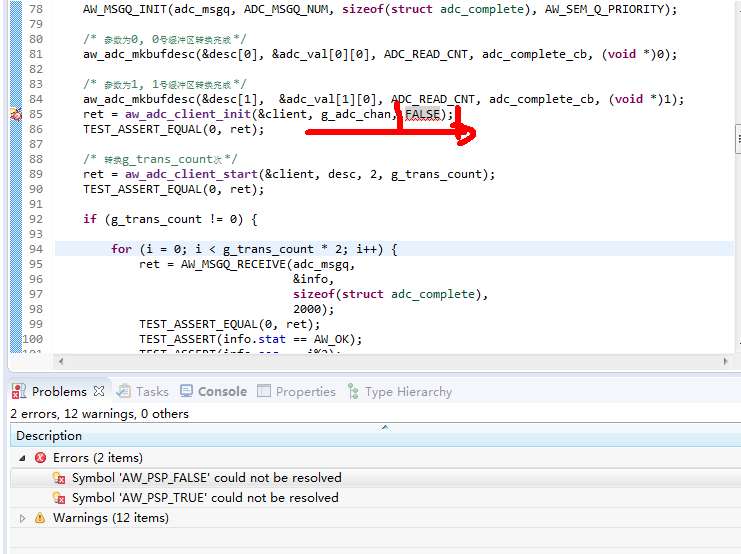 78 AW_MSGQ_INIT(adc_msgq, ADC_MSGQ_NUM, sizeof(struct adc_complete), AW_SEM_Q_PRIORITY);
79
80 /* 参数为0, 0号缓冲区转换完成 */
81 aw_adc_mkbufdesc(&desc[0], &adc_val[0][0], ADC_READ_CNT, adc_complete_cb, (void *)0);
82
83 /* 参数为1, 1号缓冲区转换完成 */
84 aw_adc_mkbufdesc(&desc[1], &adc_val[1][0], ADC_READ_CNT, adc_complete_cb, (void *)1);
85 ret = aw_adc_client_init(&client, g_adc_chan, FALSE);
86 TEST_ASSERT_EQUAL(0, ret);
87
88 /* 转换g_trans_count次 */
89 ret = aw_adc_client_start(&client, desc, 2, g_trans_count);
90 TEST_ASSERT_EQUAL(0, ret);
91
92 if (g_trans_count != 0) {
93
94 for (i = 0; i < g_trans_count * 2; i++) {
95 ret = AW_MSGQ_RECEIVE(adc_msgq,
96 &info,
97 sizeof(struct adc_complete),
98 2000);
99 TEST_ASSERT_EQUAL(0, ret);
100 TEST_ASSERT(info.stat == AW_OK);
Problems Tasks Console Properties Type Hierarchy
2 errors, 12 warnings, 0 others
Description
Errors (2 items)
Symbol 'AW_PSP_FALSE' could not be resolved
Symbol 'AW_PSP_TRUE' could not be resolved
Warnings (12 items)